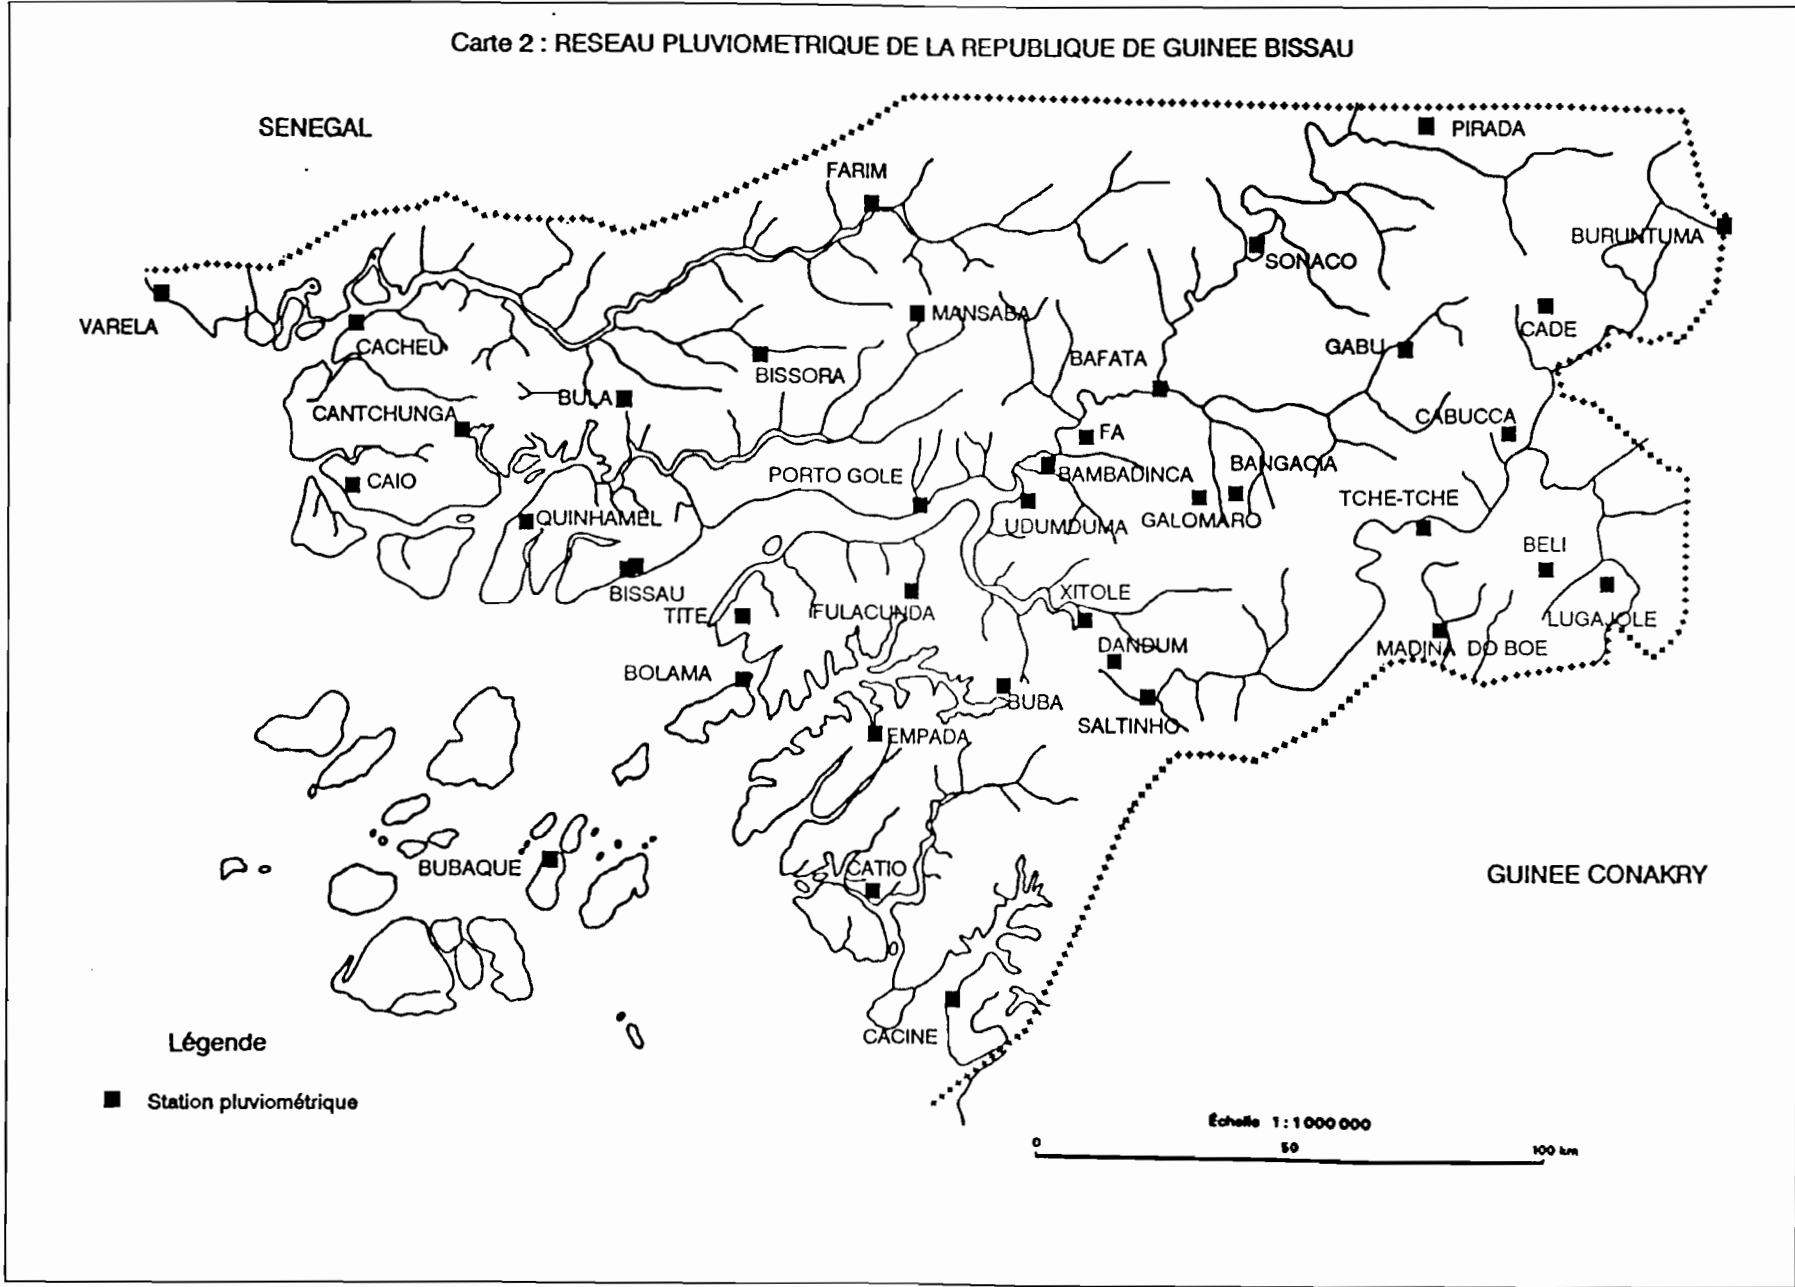 Carte 2 : RESEAU PLUVIOMETRIQUE DE LA REPUBLIQUE DE GUINEE BISSAU
SENEGAL
PIRADA
FARIM
BURUNTUMA
SONACO
VARELA
MANSABA
CADE
CACHEU
GABU
BAFATA
BISSORA
BULA
CANTCHUNGA
CABUCCA
FA
BANGACIA
BAMBADINCA
PORTO GOLE
CAIO
TCHE-TCHE
QUINHAMEL
UDUMDUMA
GALOMARO
BELI
BISSAU
XITOLE
TITE
FULACUNDA
LUGAJOLE
DANDUM
MADINA DO BOE
BOLAMA
BUBA
SALTINHO
EMPADA
BUBAQUE
CATIO
GUINEE CONAKRY
CACINE
Légende
Station pluviométrique
Échelle 1 : 1 000 000
0 50 100 km